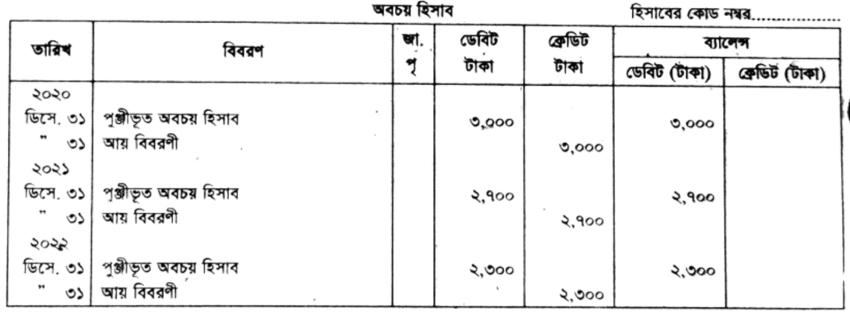 অবচয় হিসাব হিসাবের কোড নম্বর....................
তারিখ বিবরণ জা. পৃ ডেবিট টাকা ক্রেডিট টাকা ব্যালেন্স
ডেবিট (টাকা) ক্রেডিট (টাকা)
২০২০
ডিসে. ৩১ পুঞ্জীভূত অবচয় হিসাব ৩,০০০ ৩,০০০
" ৩১ আয় বিবরণী ৩,০০০
২০২১
ডিসে. ৩১ পুঞ্জীভূত অবচয় হিসাব ২,৭০০ ২,৭০০
" ৩১ আয় বিবরণী ২,৭০০
২০২২
ডিসে. ৩১ পুঞ্জীভূত অবচয় হিসাব ২,৩০০ ২,৩০০
" ৩১ আয় বিবরণী ২,৩০০